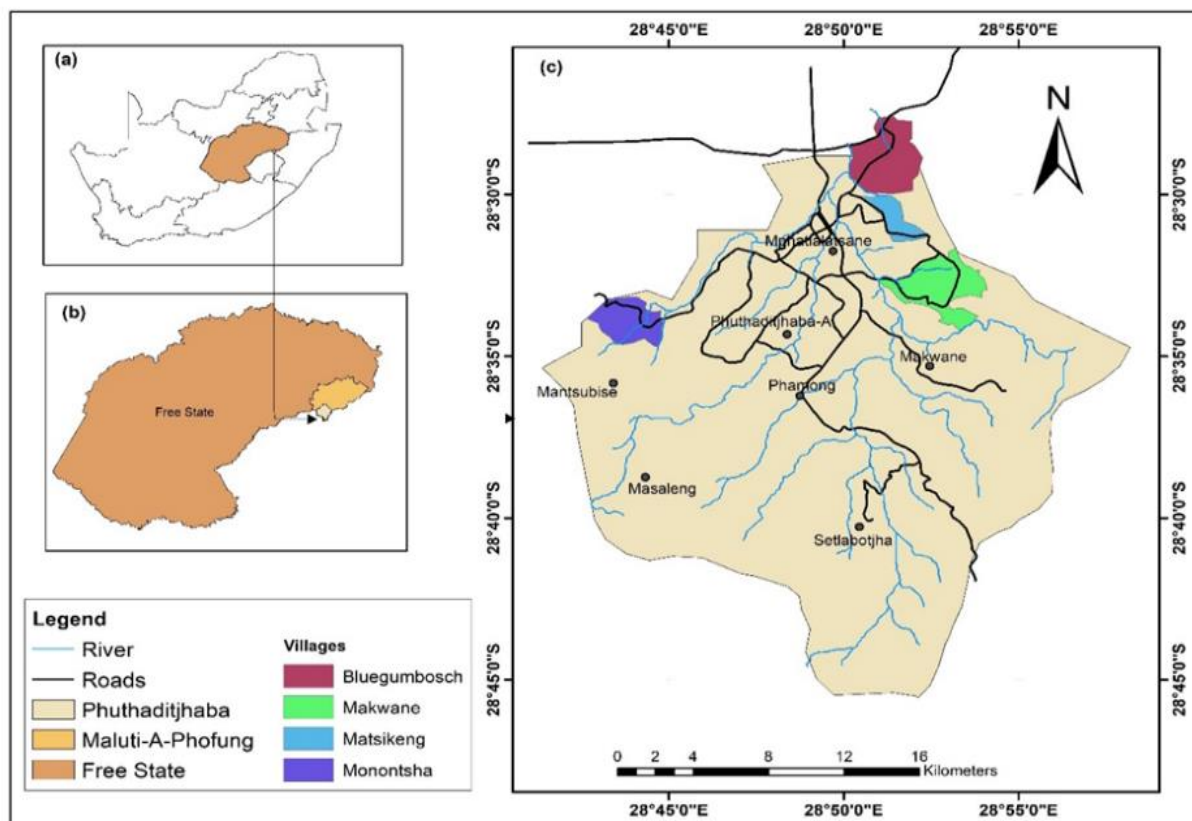 (a)
(b)
Free State
Legend
River
Roads
Phuthaditjhaba
Maluti-A-Phofung
Free State
Villages
Bluegumbosch
Makwane
Matsikeng
Monontsha
28°45'0"E 28°50'0"E 28°55'0"E
(c)
N
28°30'0"S 28°30'0"S
Mphatlalatsane
Phuthaditjhaba-A
28°35'0"S 28°35'0"S
Makwane
Mantsubise
Phamong
Masaleng
28°40'0"S 28°40'0"S
Setlabotjha
28°45'0"S 28°45'0"S
0 2 4 8 12 16
Kilometers
28°45'0"E 28°50'0"E 28°55'0"E